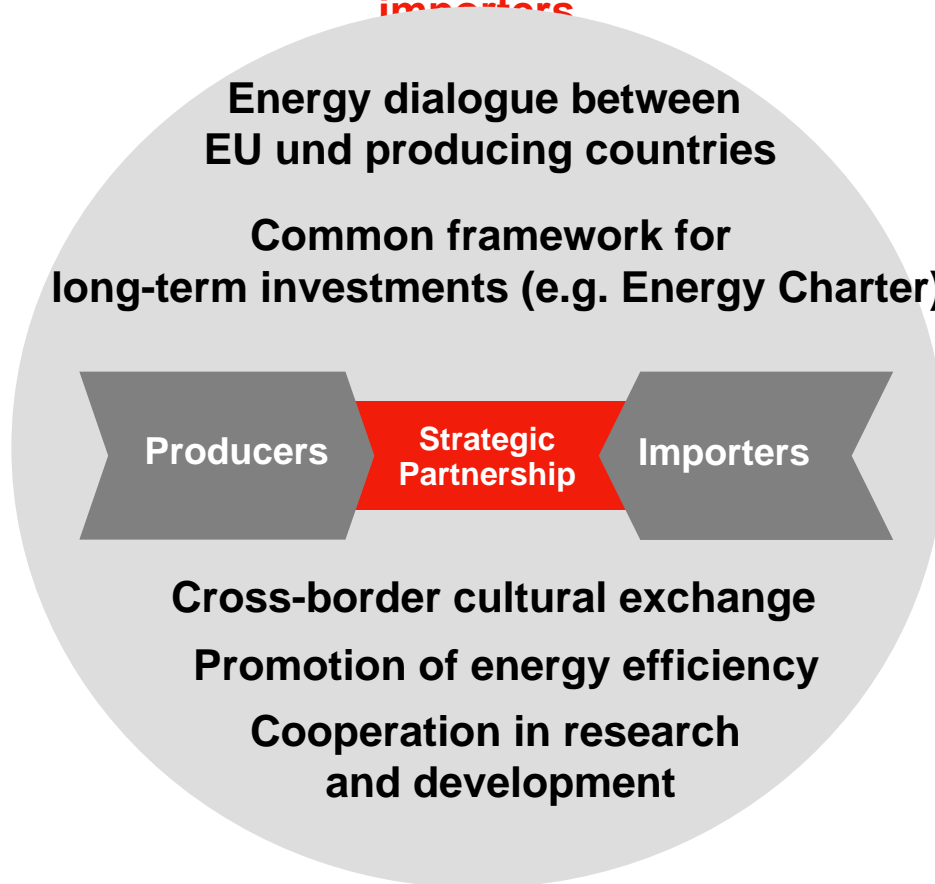 importers
Energy dialogue between
EU und producing countries
Common framework for
long-term investments (e.g. Energy Charter)
Producers
Strategic
Partnership
Importers
Cross-border cultural exchange
Promotion of energy efficiency
Cooperation in research
and development